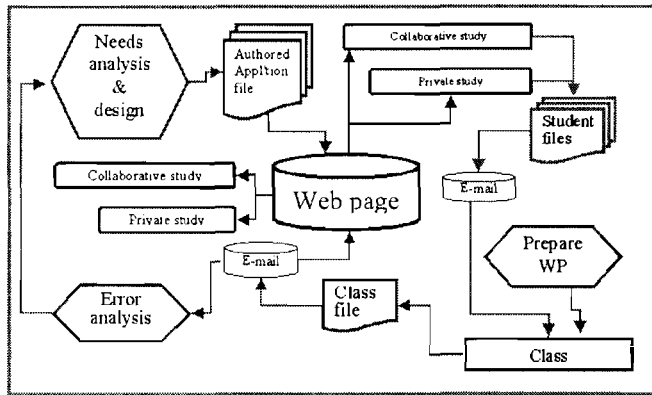 Needs
analysis
&
design
Authored
Appltion
file
Collaborative study
Private study
Student
files
E-mail
Collaborative study
Private study
Web page
E-mail
Prepare
WP
Error
analysis
Class
file
Class